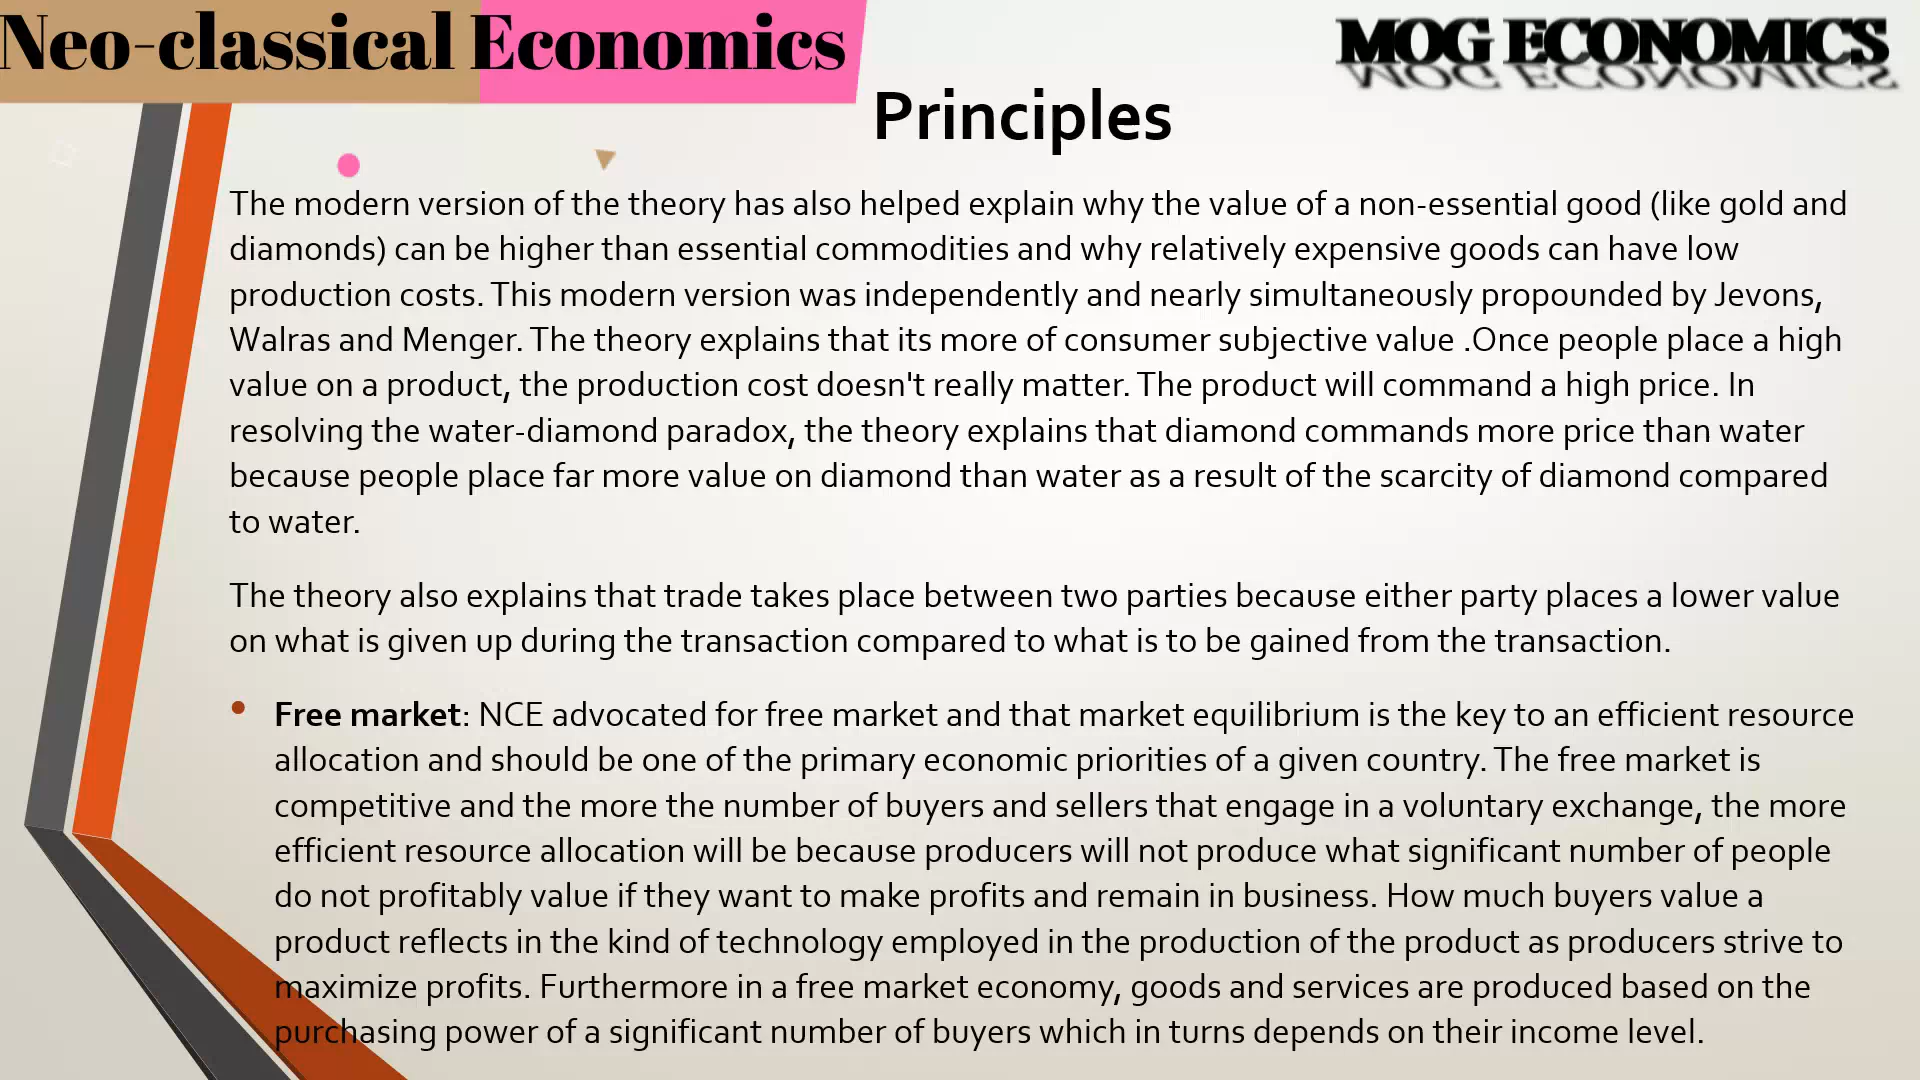 Neo-classical Economics
MOG ECONOMICS
Principles
The modern version of the theory has also helped explain why the value of a non-essential good (like gold and
diamonds) can be higher than essential commodities and why relatively expensive goods can have low
production costs. This modern version was independently and nearly simultaneously propounded by Jevons,
Walras and Menger. The theory explains that its more of consumer subjective value .Once people place a high
value on a product, the production cost doesn't really matter. The product will command a high price. In
resolving the water-diamond paradox, the theory explains that diamond commands more price than water
because people place far more value on diamond than water as a result of the scarcity of diamond compared
to water.
The theory also explains that trade takes place between two parties because either party places a lower value
on what is given up during the transaction compared to what is to be gained from the transaction.
• Free market: NCE advocated for free market and that market equilibrium is the key to an efficient resource
allocation and should be one of the primary economic priorities of a given country. The free market is
competitive and the more the number of buyers and sellers that engage in a voluntary exchange, the more
efficient resource allocation will be because producers will not produce what significant number of people
do not profitably value if they want to make profits and remain in business. How much buyers value a
product reflects in the kind of technology employed in the production of the product as producers strive to
maximize profits. Furthermore in a free market economy, goods and services are produced based on the
purchasing power of a significant number of buyers which in turns depends on their income level.